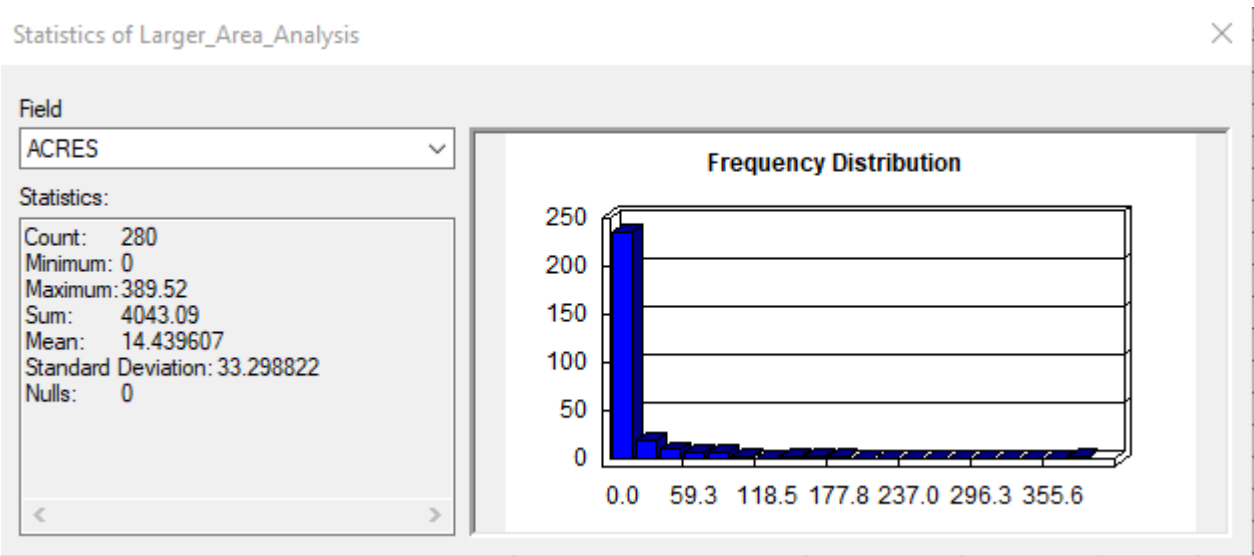 Statistics of Larger_Area_Analysis
Field
ACRES
Statistics:
Count: 280
Minimum: 0
Maximum: 389.52
Sum: 4043.09
Mean: 14.439607
Standard Deviation: 33.298822
Nulls: 0
Frequency Distribution
250
200
150
100
50
0
0.0 59.3 118.5 177.8 237.0 296.3 355.6